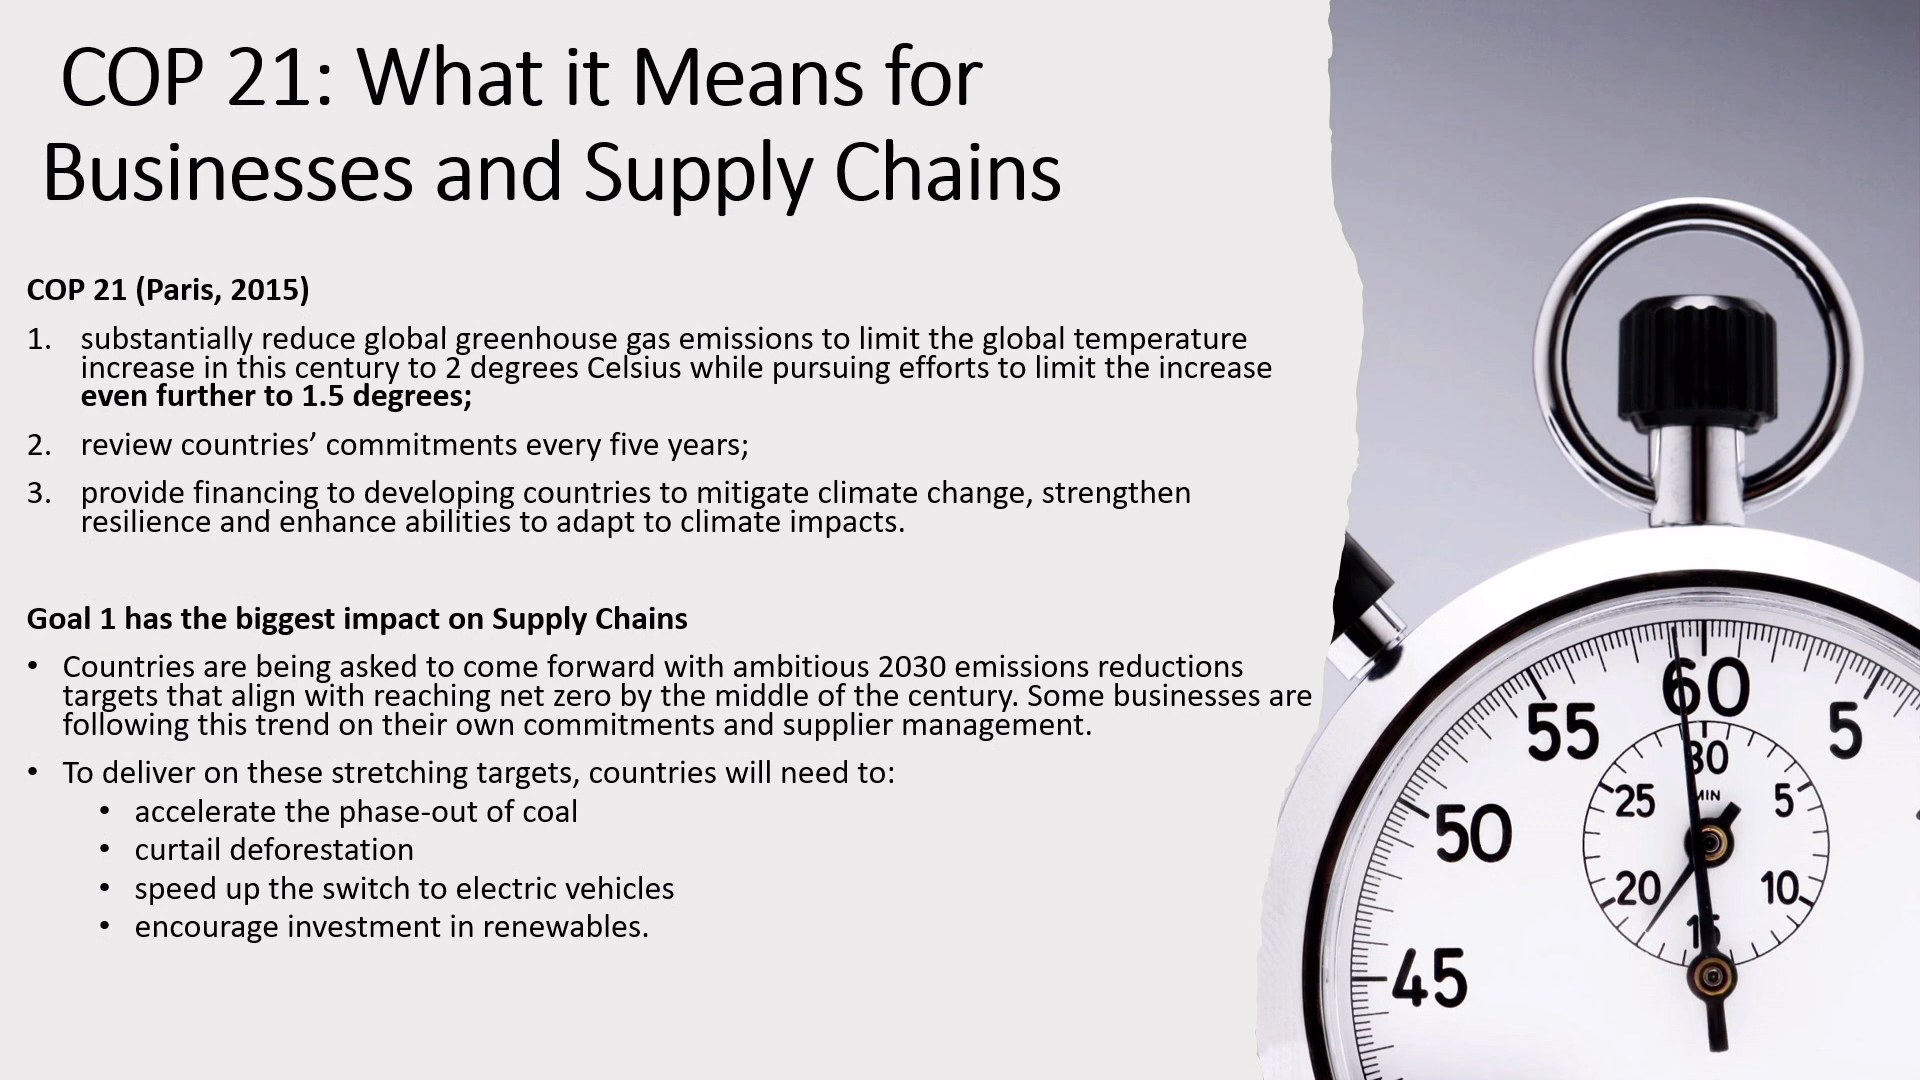 COP 21: What it Means for
Businesses and Supply Chains
COP 21 (Paris, 2015)
1. substantially reduce global greenhouse gas emissions to limit the global temperature
increase in this century to 2 degrees Celsius while pursuing efforts to limit the increase
even further to 1.5 degrees;
2. review countries’ commitments every five years;
3. provide financing to developing countries to mitigate climate change, strengthen
resilience and enhance abilities to adapt to climate impacts.
Goal 1 has the biggest impact on Supply Chains
• Countries are being asked to come forward with ambitious 2030 emissions reductions
targets that align with reaching net zero by the middle of the century. Some businesses are
following this trend on their own commitments and supplier management.
• To deliver on these stretching targets, countries will need to:
• accelerate the phase-out of coal
• curtail deforestation
• speed up the switch to electric vehicles
• encourage investment in renewables.
60
55
5
50
45
30
MIN
25
5
20
10
15